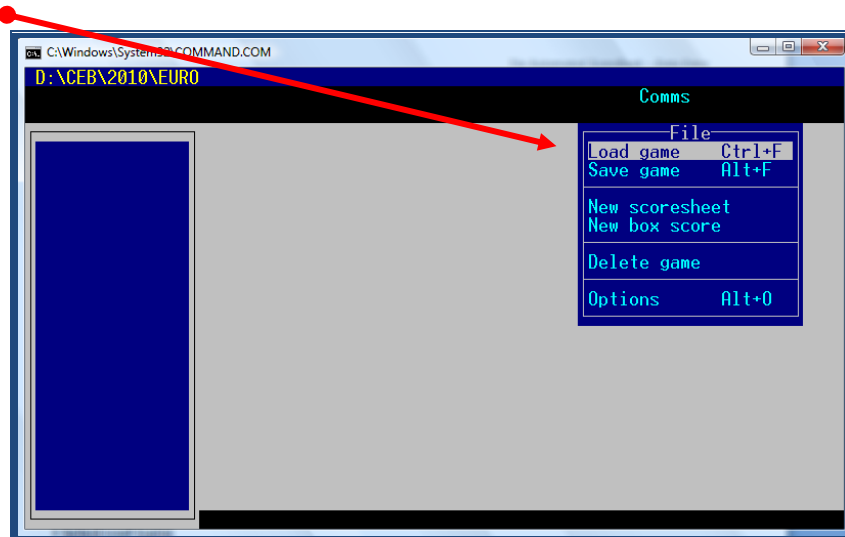 C:\Windows\System32\COMMAND.COM
D:\CEB\2010\EURO
Comms
File
Load game Ctrl+F
Save game Alt+F
New scoresheet
New box score
Delete game
Options Alt+O